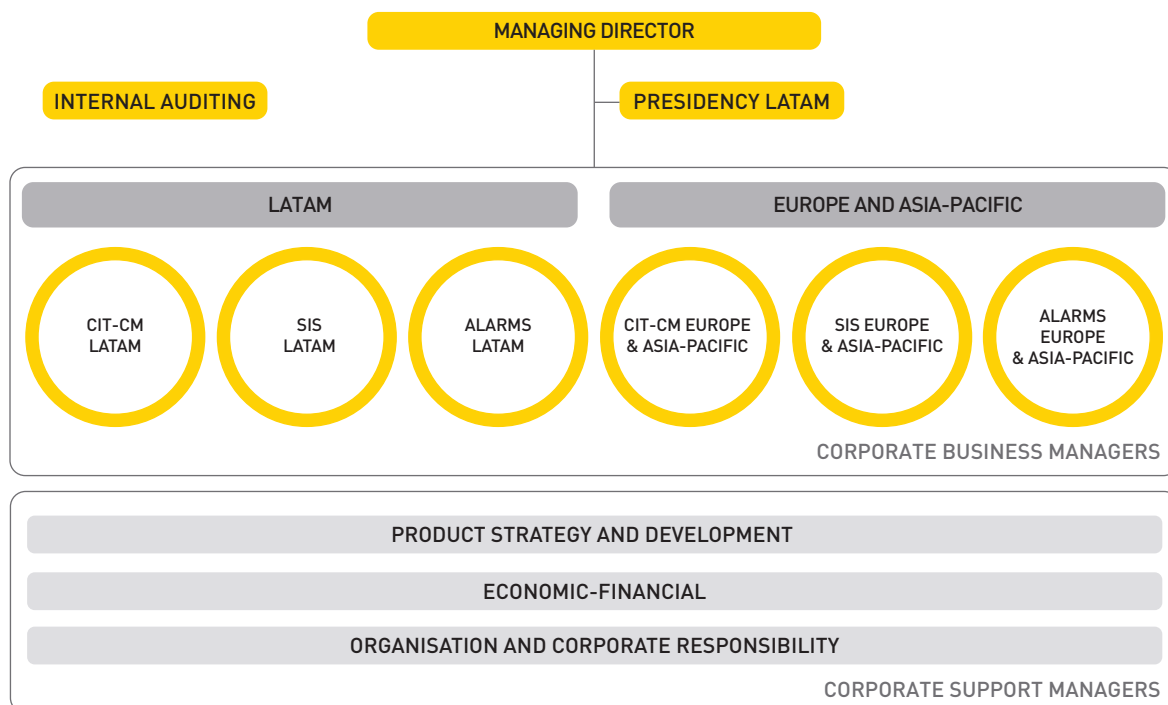 MANAGING DIRECTOR
INTERNAL AUDITING
PRESIDENCY LATAM
LATAM
EUROPE AND ASIA-PACIFIC
CIT-CM
LATAM
SIS
LATAM
ALARMS
LATAM
CIT-CM EUROPE
& ASIA-PACIFIC
SIS EUROPE
& ASIA-PACIFIC
ALARMS
EUROPE
& ASIA-PACIFIC
CORPORATE BUSINESS MANAGERS
PRODUCT STRATEGY AND DEVELOPMENT
ECONOMIC-FINANCIAL
ORGANISATION AND CORPORATE RESPONSIBILITY
CORPORATE SUPPORT MANAGERS